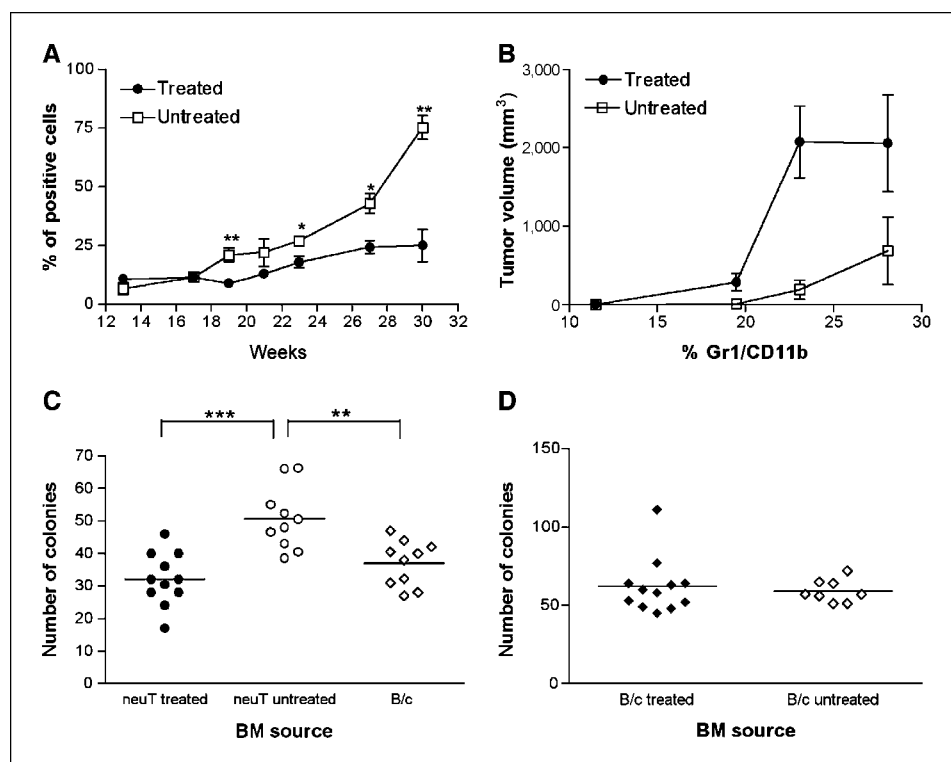 A
% of positive cells
100
75
50
25
0
Treated
Untreated
**
*
*
**
12 14 16 18 20 22 24 26 28 30 32
Weeks
B
Tumor volume (mm3)
3,000
2,000
1,000
0
Treated
Untreated
10 15 20 25 30
% Gr1/CD11b
C
Number of colonies
*** **
70
60
50
40
30
20
10
0
neuT treated neuT untreated B/c
BM source
D
Number of colonies
150
100
50
0
B/c treated B/c untreated
BM source